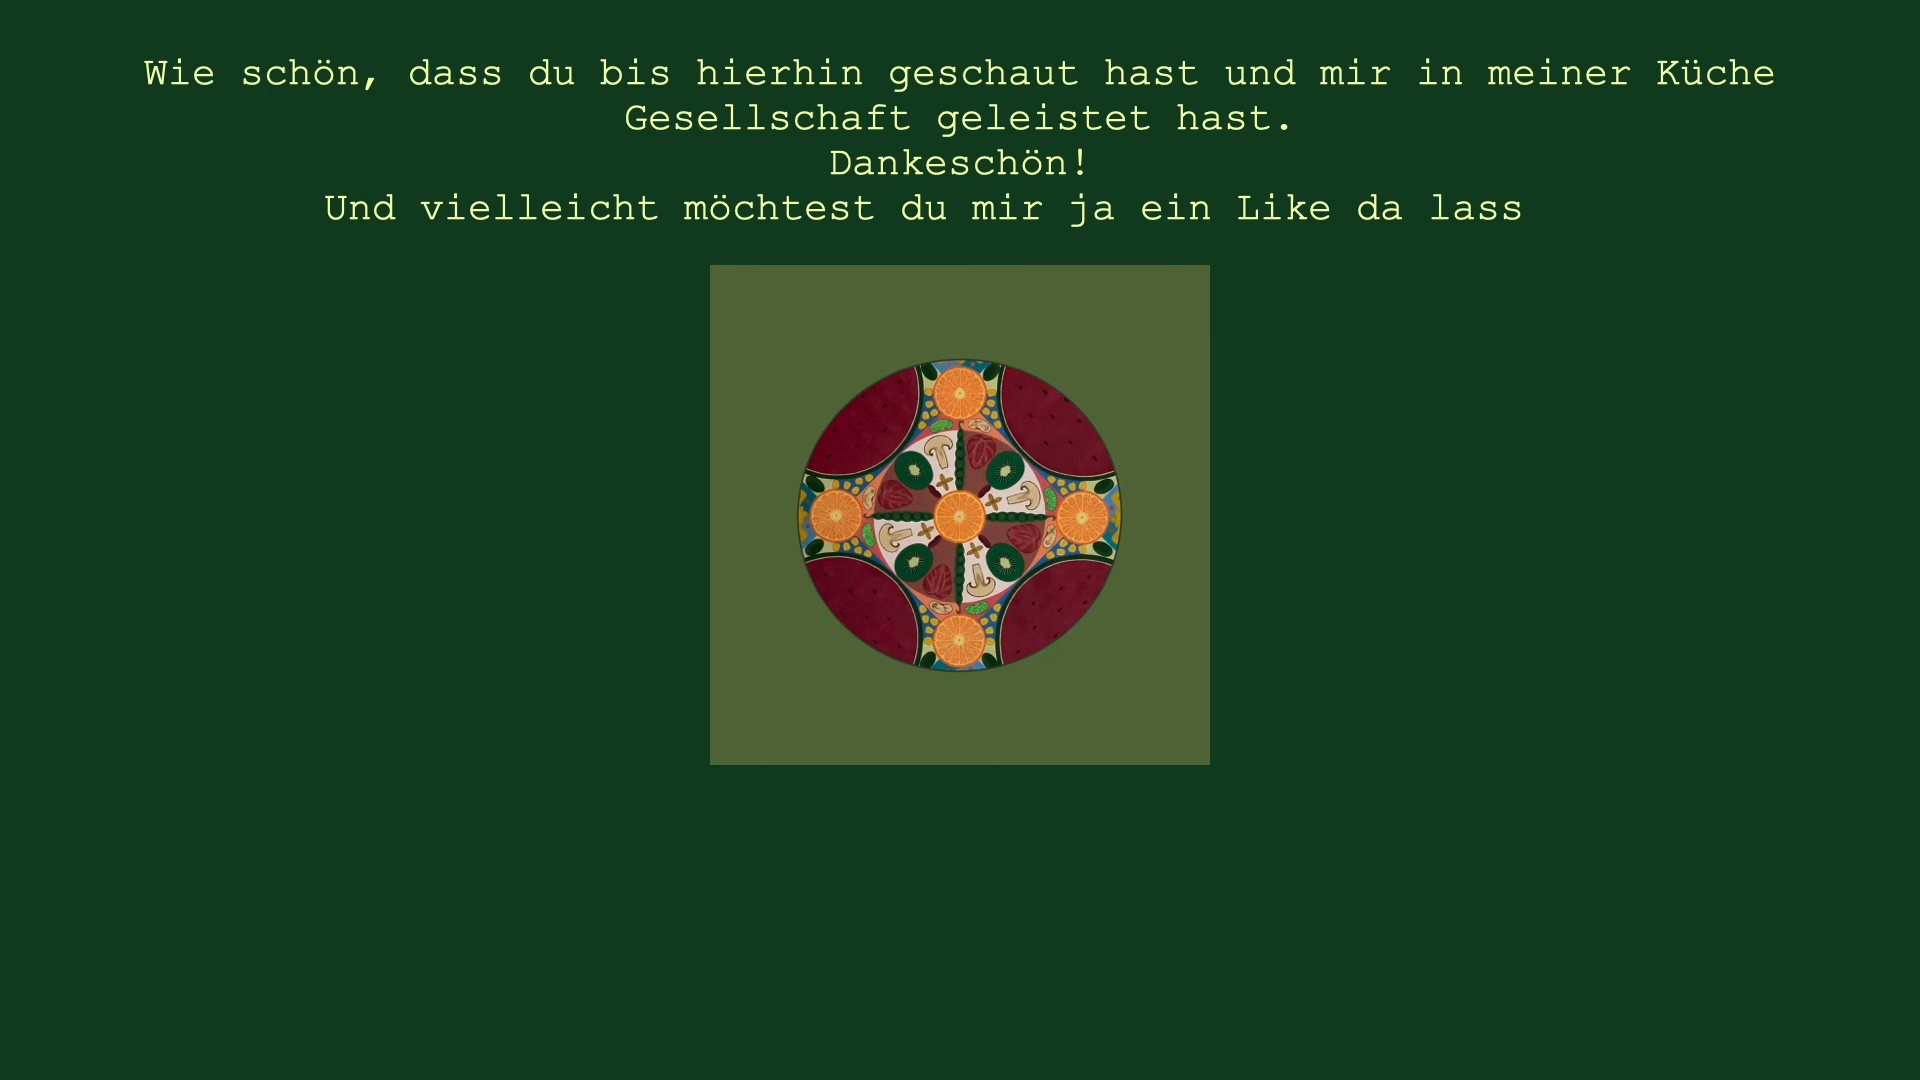 Wie schön, dass du bis hierhin geschaut hast und mir in meiner Küche
Gesellschaft geleistet hast.
Dankeschön!
Und vielleicht möchtest du mir ja ein Like da lass